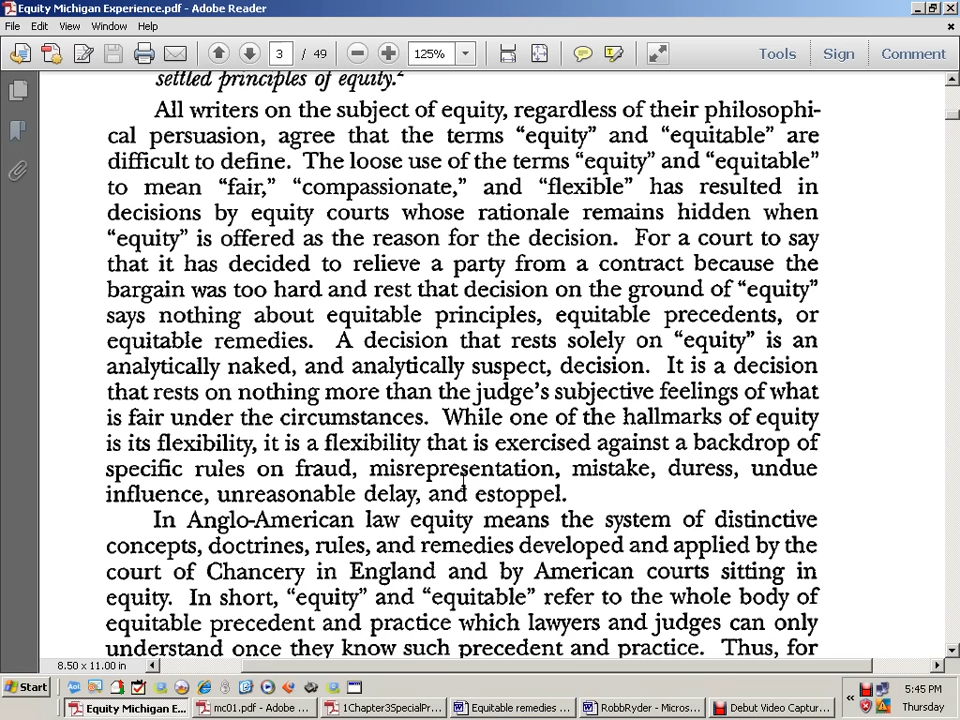 Equity Michigan Experience.pdf - Adobe Reader
File Edit View Window Help
3 / 49 125% Tools Sign Comment
settled principles of equity.²
All writers on the subject of equity, regardless of their philosophi-
cal persuasion, agree that the terms “equity” and “equitable” are
difficult to define. The loose use of the terms “equity” and “equitable”
to mean “fair,” “compassionate,” and “flexible” has resulted in
decisions by equity courts whose rationale remains hidden when
“equity” is offered as the reason for the decision. For a court to say
that it has decided to relieve a party from a contract because the
bargain was too hard and rest that decision on the ground of “equity”
says nothing about equitable principles, equitable precedents, or
equitable remedies. A decision that rests solely on “equity” is an
analytically naked, and analytically suspect, decision. It is a decision
that rests on nothing more than the judge’s subjective feelings of what
is fair under the circumstances. While one of the hallmarks of equity
is its flexibility, it is a flexibility that is exercised against a backdrop of
specific rules on fraud, misrepresentation, mistake, duress, undue
influence, unreasonable delay, and estoppel.
In Anglo-American law equity means the system of distinctive
concepts, doctrines, rules, and remedies developed and applied by the
court of Chancery in England and by American courts sitting in
equity. In short, “equity” and “equitable” refer to the whole body of
equitable precedent and practice which lawyers and judges can only
understand once they know such precedent and practice. Thus, for
8.50 x 11.00 in
Start 5:45 PM
Equity Michigan E... mc01.pdf - Adobe ... 1Chapter3SpecialPr... Equitable remedies ... RobbRyder - Micros... Debut Video Captur... Thursday